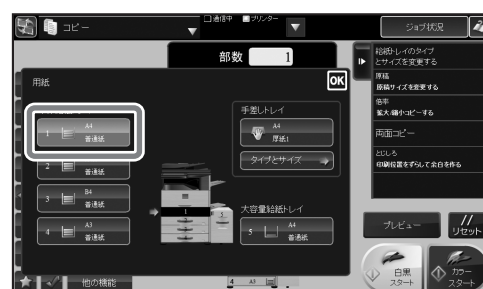 コピー
通信中
プリンター
ジョブ状況
部数 1
給紙トレイのタイプ
とサイズを変更する
原稿
原稿サイズを変更する
倍率
拡大/縮小コピーする
両面コピー
とじしろ
印刷位置をずらして余白を作る
用紙
OK
1 A4
普通紙
2
普通紙
3 B4
普通紙
4 A3
普通紙
手差しトレイ
A4
厚紙1
タイプとサイズ
1
5
大容量給紙トレイ
5 A4
普通紙
プレビュー
リセット
白黒
スタート
カラー
スタート
他の機能
4 A3